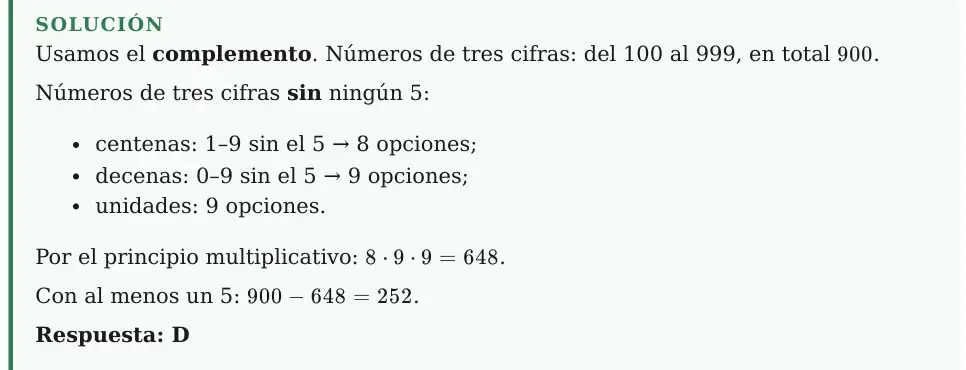 SOLUCIÓN
Usamos el complemento. Números de tres cifras: del 100 al 999, en total 900.
Números de tres cifras sin ningún 5:
• centenas: 1–9 sin el 5 → 8 opciones;
• decenas: 0–9 sin el 5 → 9 opciones;
• unidades: 9 opciones.
Por el principio multiplicativo: 8 · 9 · 9 = 648.
Con al menos un 5: 900 − 648 = 252.
Respuesta: D